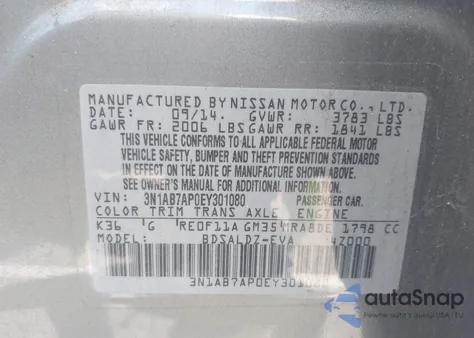 MANUFACTURED BY NISSAN MOTOR CO., LTD.
DATE: 09/14. GVWR: 3783 LBS
GAWR FR: 2006 LBS GAWR RR: 1841 LBS
THIS VEHICLE CONFORMS TO ALL APPLICABLE FEDERAL MOTOR
VEHICLE SAFETY, BUMPER AND THEFT PREVENTION STANDARDS
IN EFFECT ON THE DATE OF MANUFACTURE SHOWN ABOVE.
SEE OWNER'S MANUAL FOR ADDITIONAL INFORMATION.
VIN: 3N1AB7AP0EY301080 PASSENGER CAR
COLOR TRIM TRANS AXLE ENGINE
K36 G RE0F11A GM35 MRA8DE 1798 CC
MODEL: BDSALDZ-EVA 4Z000
3N1AB7AP0EY301080
autoSnap